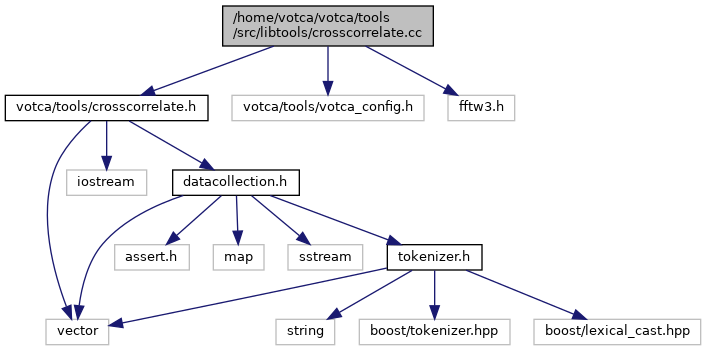 /home/votca/votca/tools
/src/libtools/crosscorrelate.cc
votca/tools/crosscorrelate.h
votca/tools/votca_config.h
fftw3.h
iostream
datacollection.h
assert.h
map
sstream
tokenizer.h
vector
string
boost/tokenizer.hpp
boost/lexical_cast.hpp